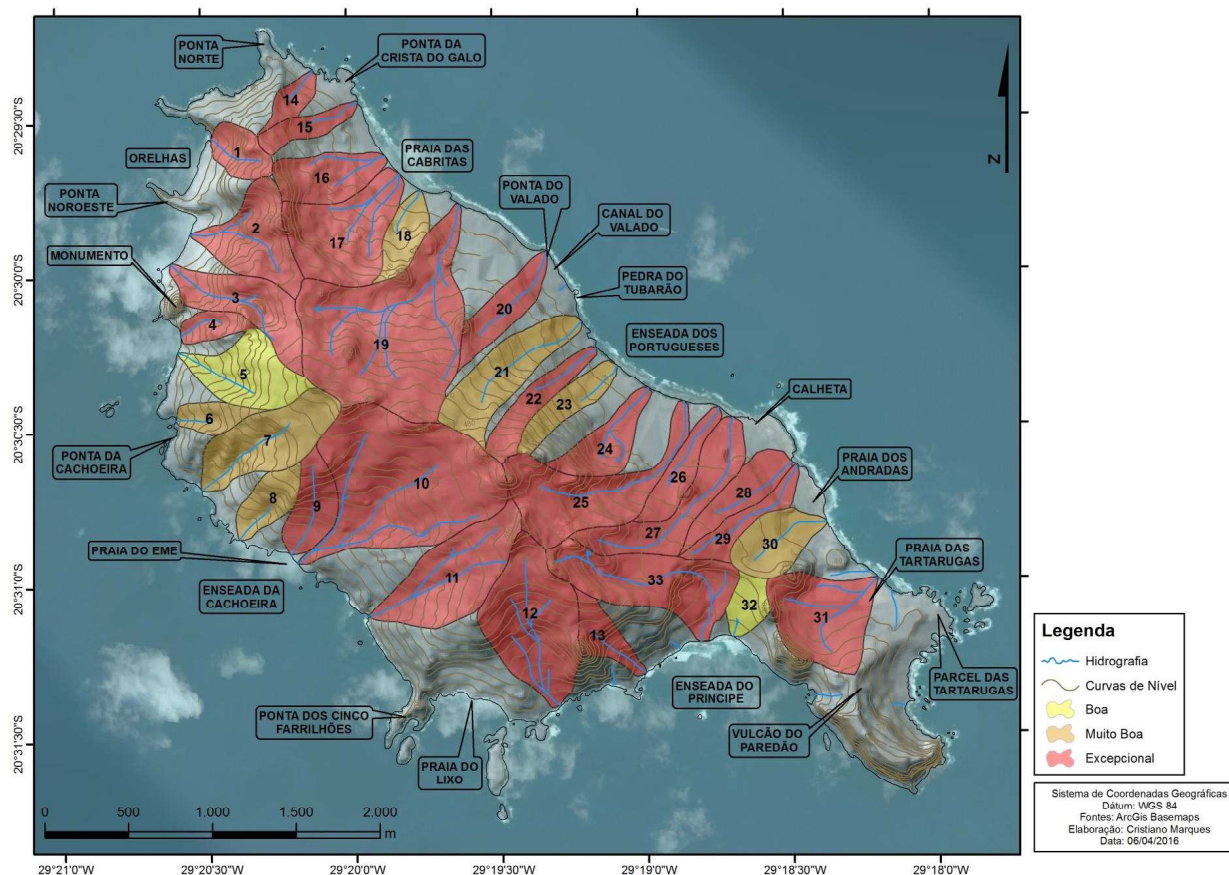 PONTA
NORTE
PONTA DA
CRISTA DO GALO
14
15
1
ORELHAS
16
PRAIA DAS
CABRITAS
PONTA
NOROESTE
2
17
18
PONTA DO
VALADO
CANAL DO
VALADO
MONUMENTO
3
4
19
20
PEDRA DO
TUBARÃO
ENSEADA DOS
PORTUGUESES
5
21
22
23
CALHETA
6
7
24
PONTA DA
CACHOEIRA
8
9
10
25
26
27
28
29
30
PRAIA DOS
ANDRADAS
PRAIA DO EME
ENSEADA DA
CACHOEIRA
11
12
13
33
32
31
PRAIA DAS
TARTARUGAS
PARCEL DAS
TARTARUGAS
ENSEADA DO
PRINCIPE
VULCÃO DO
PAREDÃO
PONTA DOS CINCO
FARRILHÕES
PRAIA DO
LIXO
Z
20°29'30"S
20°30'0"S
20°30'30"S
20°31'0"S
20°31'30"S
0 500 1.000 1.500 2.000
m
29°21'0"W 29°20'30"W 29°20'0"W 29°19'30"W 29°19'0"W 29°18'30"W 29°18'0"W
Legenda
Hidrografia
Curvas de Nível
Boa
Muito Boa
Excepcional
Sistema de Coordenadas Geográficas
Dátum: WGS 84
Fontes: ArcGis Basemaps
Elaboração: Cristiano Marques
Data: 06/04/2016